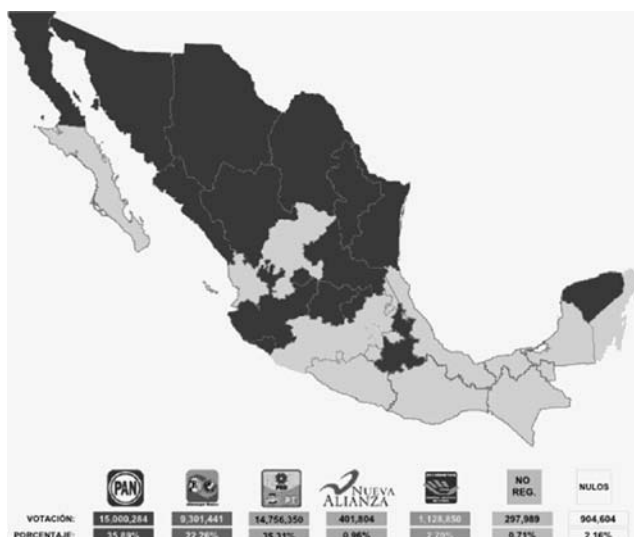 PAN
NUEVA
ALIANZA
NO
REG.
NULOS
VOTACIÓN: 15,000,284 9,301,441 14,756,350 401,804 1,128,850 297,989 904,604
PORCENTAJE: 35.89% 22.26% 35.31% 0.96% 2.70% 0.71% 2.16%